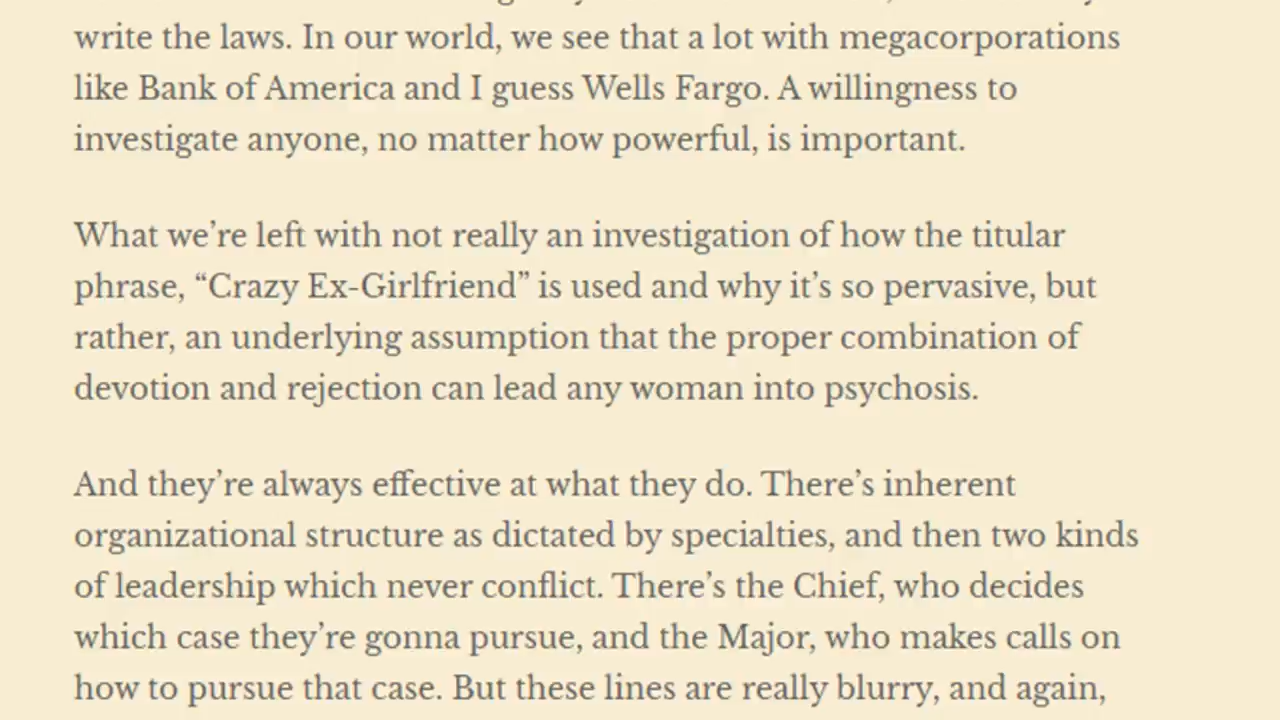 write the laws. In our world, we see that a lot with megacorporations
like Bank of America and I guess Wells Fargo. A willingness to
investigate anyone, no matter how powerful, is important.
What we’re left with not really an investigation of how the titular
phrase, “Crazy Ex-Girlfriend” is used and why it’s so pervasive, but
rather, an underlying assumption that the proper combination of
devotion and rejection can lead any woman into psychosis.
And they’re always effective at what they do. There’s inherent
organizational structure as dictated by specialties, and then two kinds
of leadership which never conflict. There’s the Chief, who decides
which case they’re gonna pursue, and the Major, who makes calls on
how to pursue that case. But these lines are really blurry, and again,